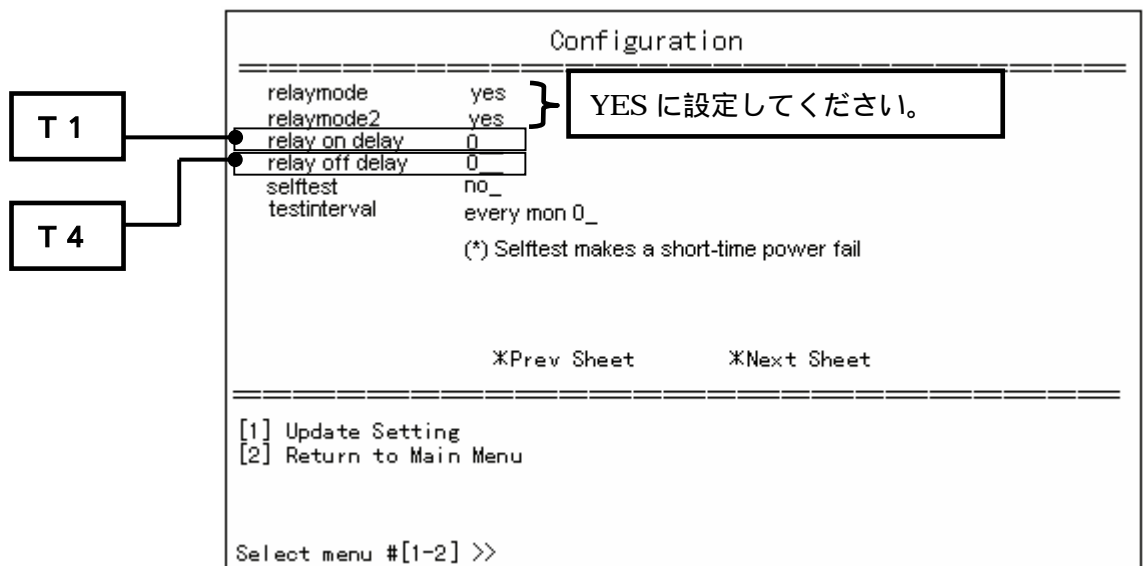 Configuration
relaymode yes
relaymode2 yes
YES に設定してください。
T 1
relay on delay 0
relay off delay 0__
selftest no_
testinterval every mon 0_
T 4
(*) Selftest makes a short-time power fail
*Prev Sheet *Next Sheet
[1] Update Setting
[2] Return to Main Menu
Select menu #[1-2] >>